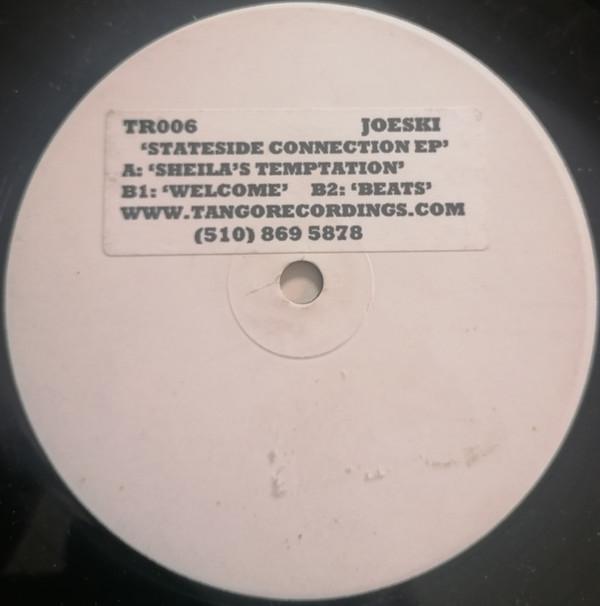 TR006 JOESKI
'STATESIDE CONNECTION EP'
A: 'SHEILA'S TEMPTATION'
B1: 'WELCOME' B2: 'BEATS'
WWW.TANGORECORDINGS.COM
(510) 869 5878